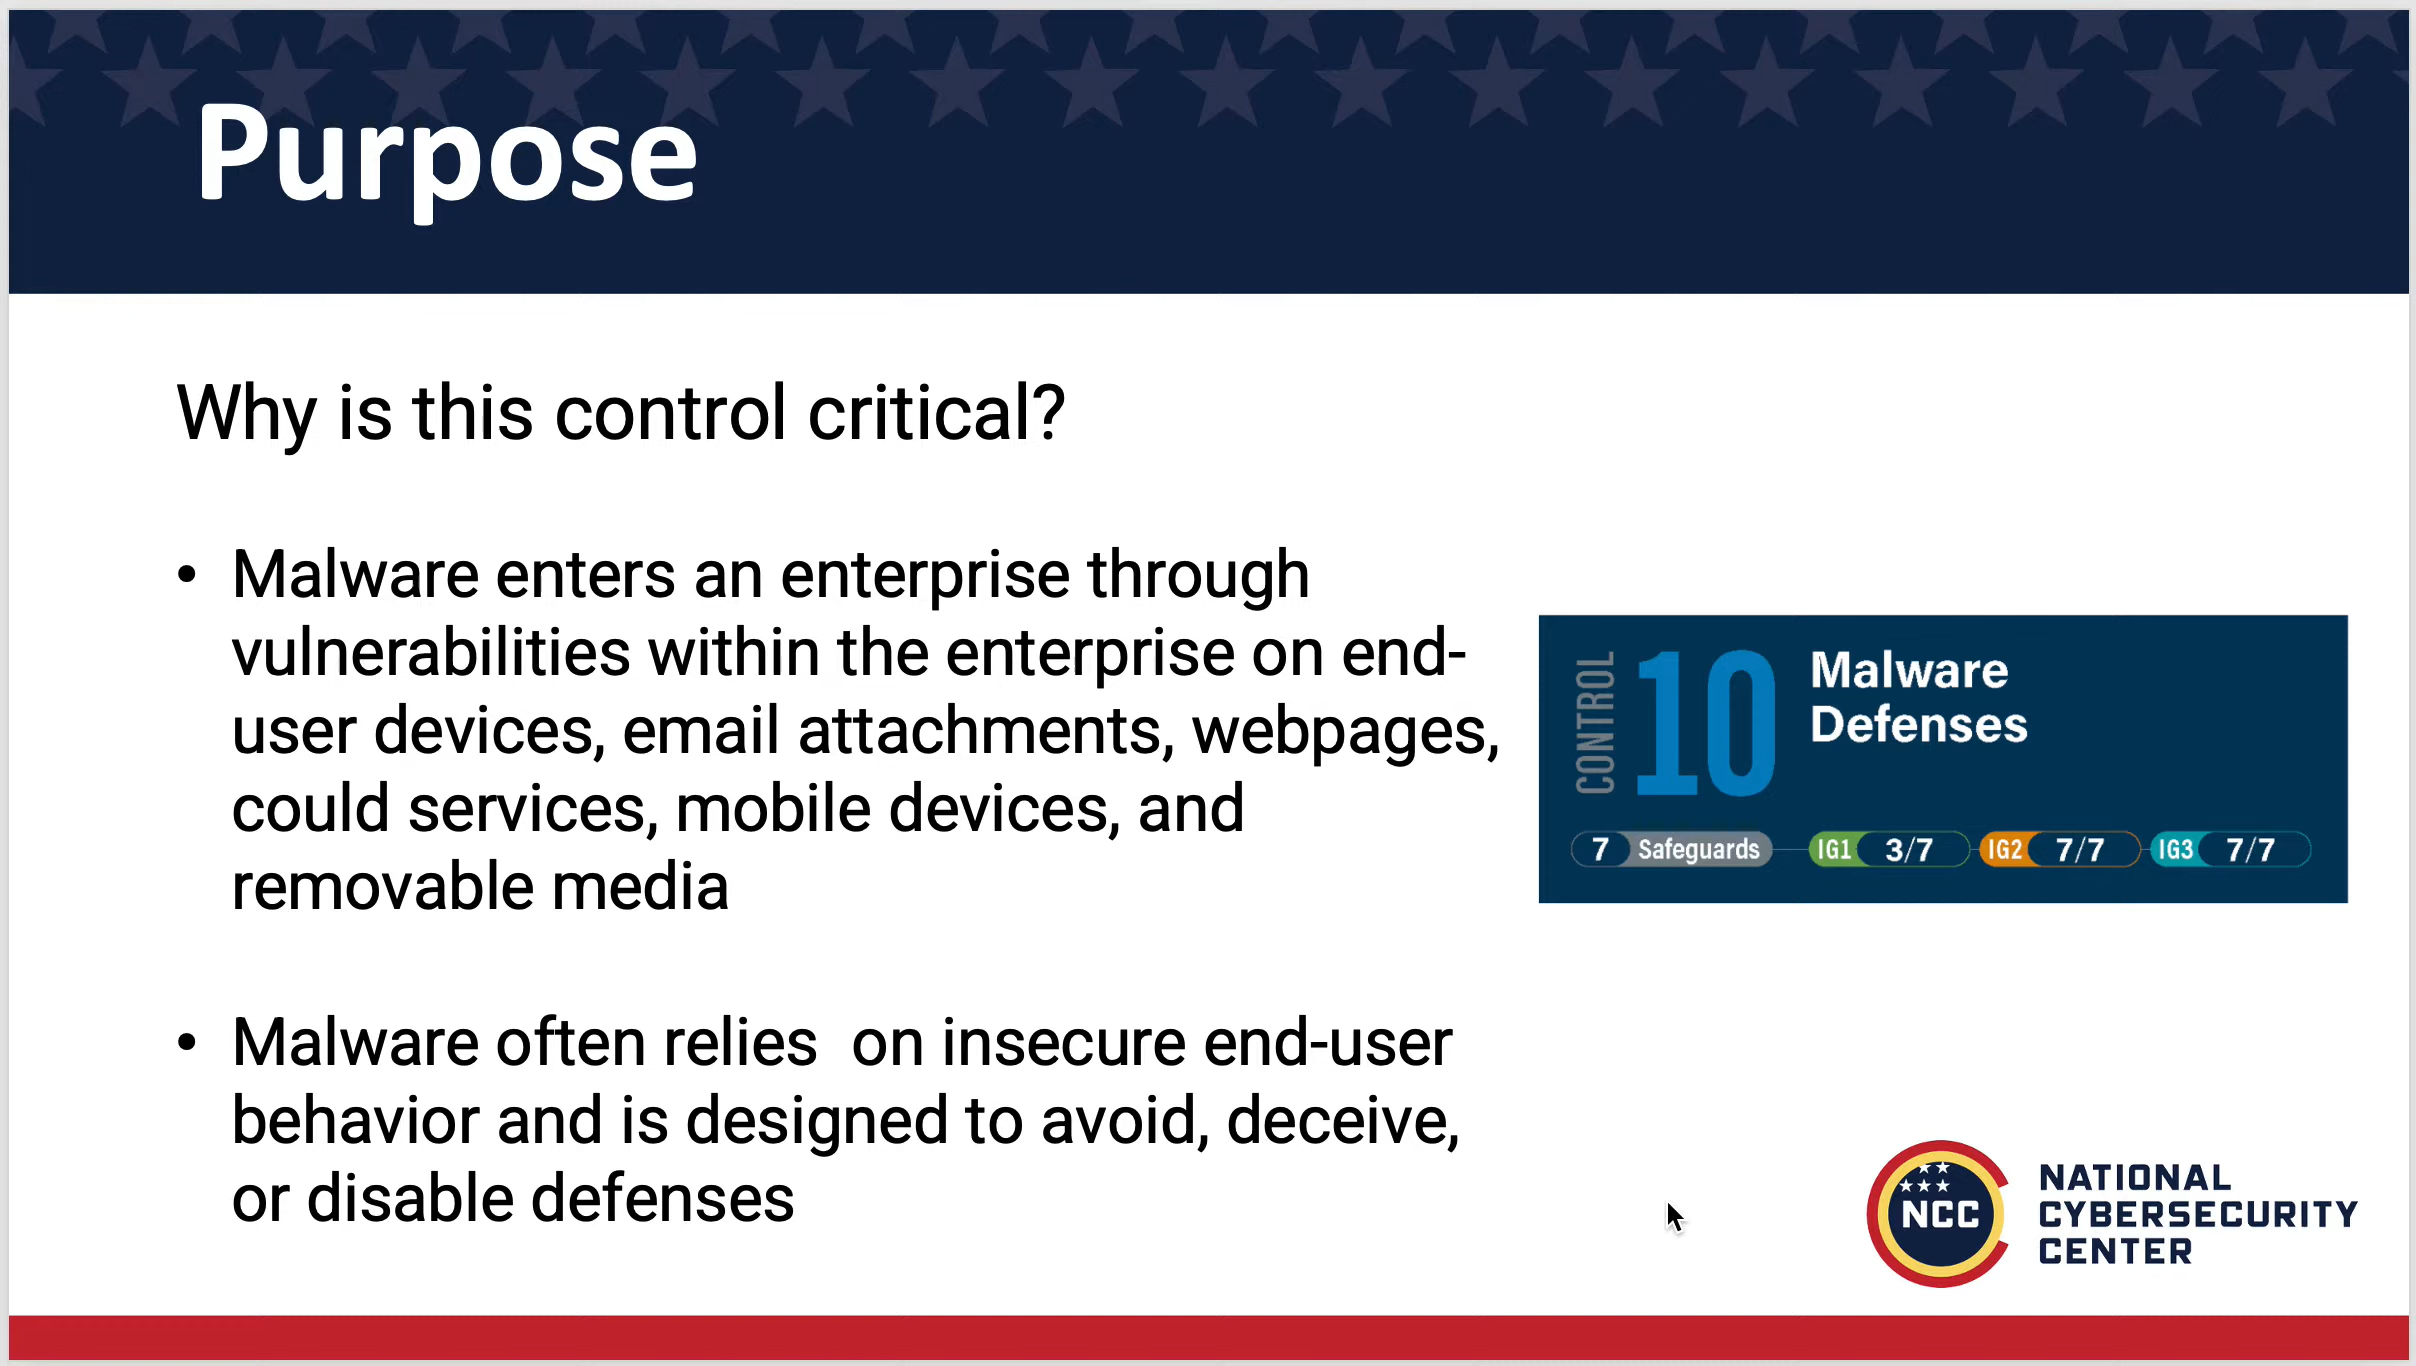 Purpose
Why is this control critical?
• Malware enters an enterprise through
vulnerabilities within the enterprise on end-
user devices, email attachments, webpages,
could services, mobile devices, and
removable media
• Malware often relies  on insecure end-user
behavior and is designed to avoid, deceive,
or disable defenses
CONTROL 10 Malware
Defenses
7 Safeguards IG1 3/7 IG2 7/7 IG3 7/7
NCC
NATIONAL
CYBERSECURITY
CENTER